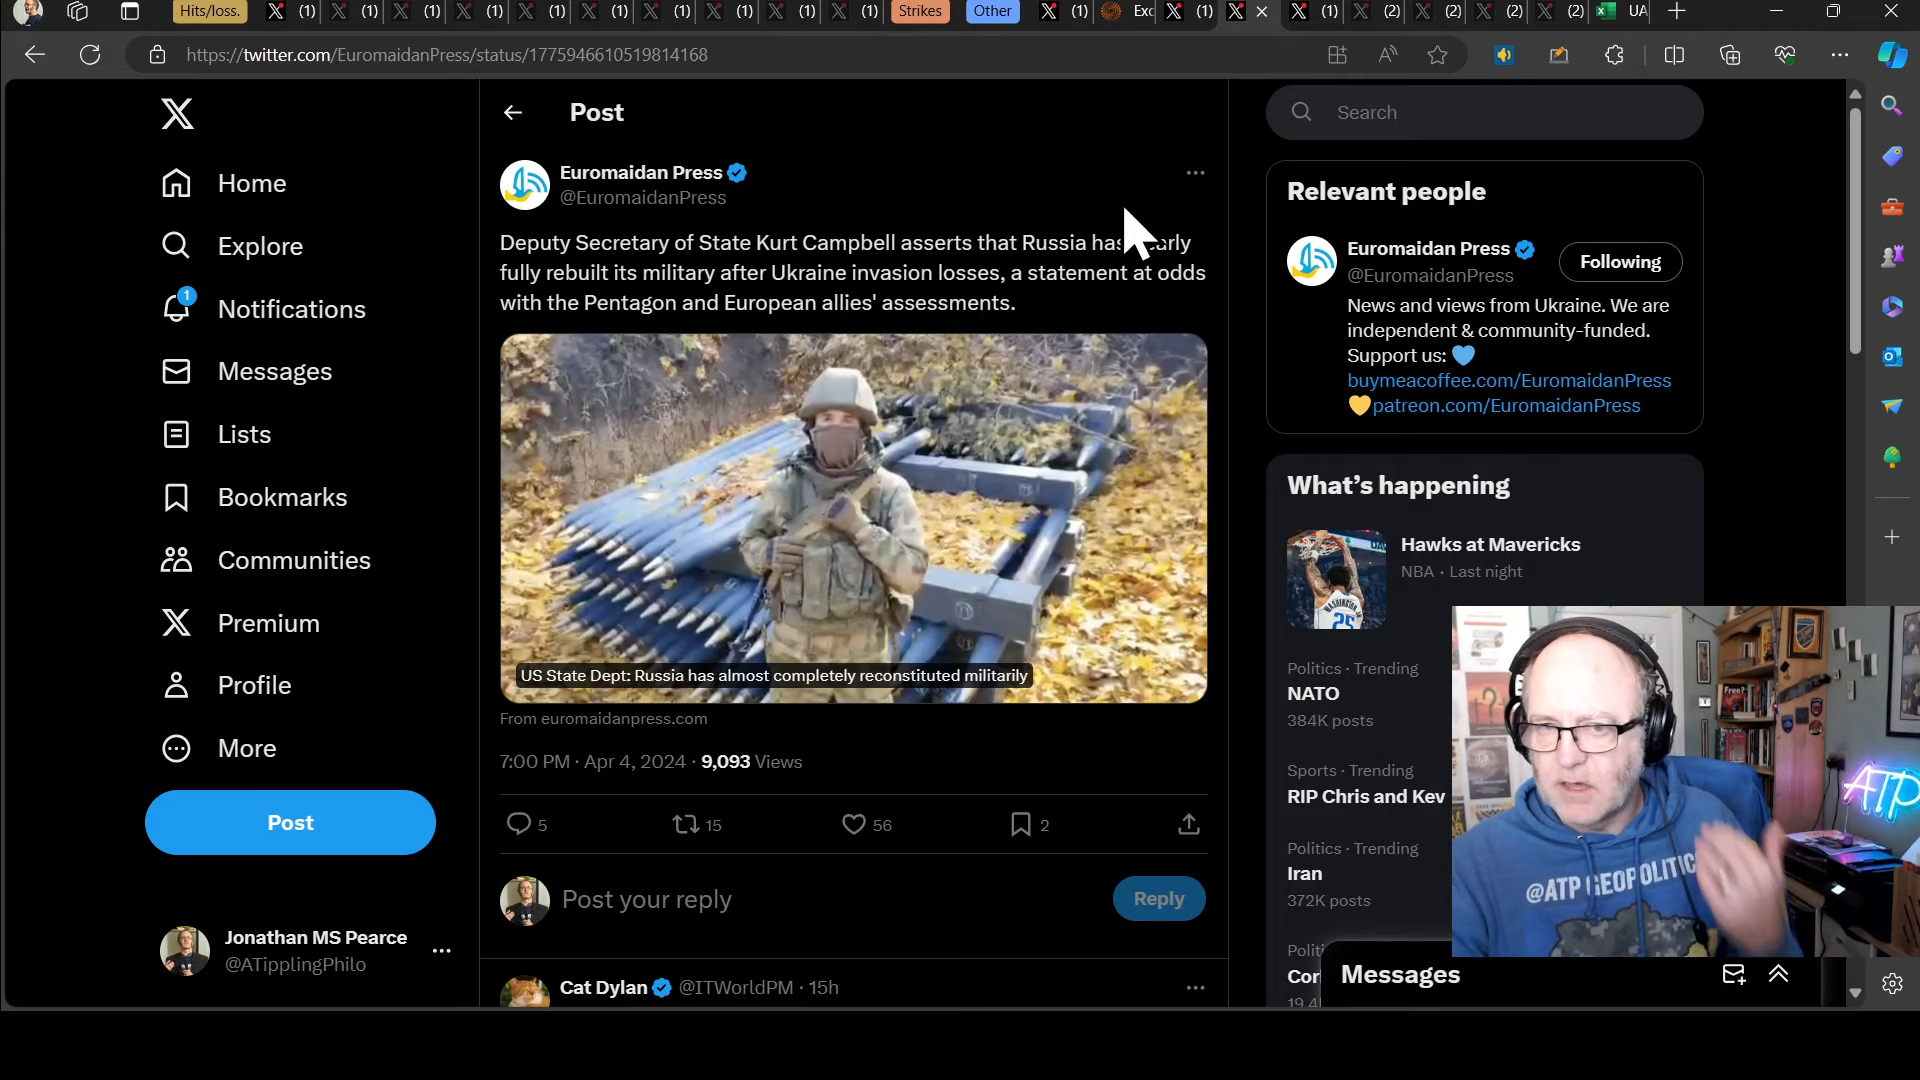 Hits/loss.
(1)
(1)
(1)
(1)
(1)
(1)
(1)
(1)
(1)
(1)
Strikes
Other
(1)
Exc
(1)
(1)
(2)
(2)
(2)
(2)
UA
https://twitter.com/EuromaidanPress/status/1775946610519814168
Home
Explore
1
Notifications
Messages
Lists
Bookmarks
Communities
Premium
Profile
More
Post
Jonathan MS Pearce
@ATipplingPhilo
Post
Euromaidan Press
@EuromaidanPress
Deputy Secretary of State Kurt Campbell asserts that Russia has
fully rebuilt its military after Ukraine invasion losses, a statement at odds
with the Pentagon and European allies' assessments.
US State Dept: Russia has almost completely reconstituted militarily
From euromaidanpress.com
7:00 PM · Apr 4, 2024 · 9,093 Views
5
15
56
2
Post your reply
Reply
Cat Dylan @ITWorldPM · 15h
Search
Relevant people
Euromaidan Press
@EuromaidanPress
Following
News and views from Ukraine. We are
independent & community-funded.
Support us:
buymeacoffee.com/EuromaidanPress
patreon.com/EuromaidanPress
What's happening
Hawks at Mavericks
NBA · Last night
WASHINGTON
25
Politics · Trending
NATO
384K posts
Sports · Trending
RIP Chris and Kev
Politics · Trending
Iran
372K posts
Politi
Cor
19.4
Messages
Free?
ATP
@ATP GEOPOLITIC